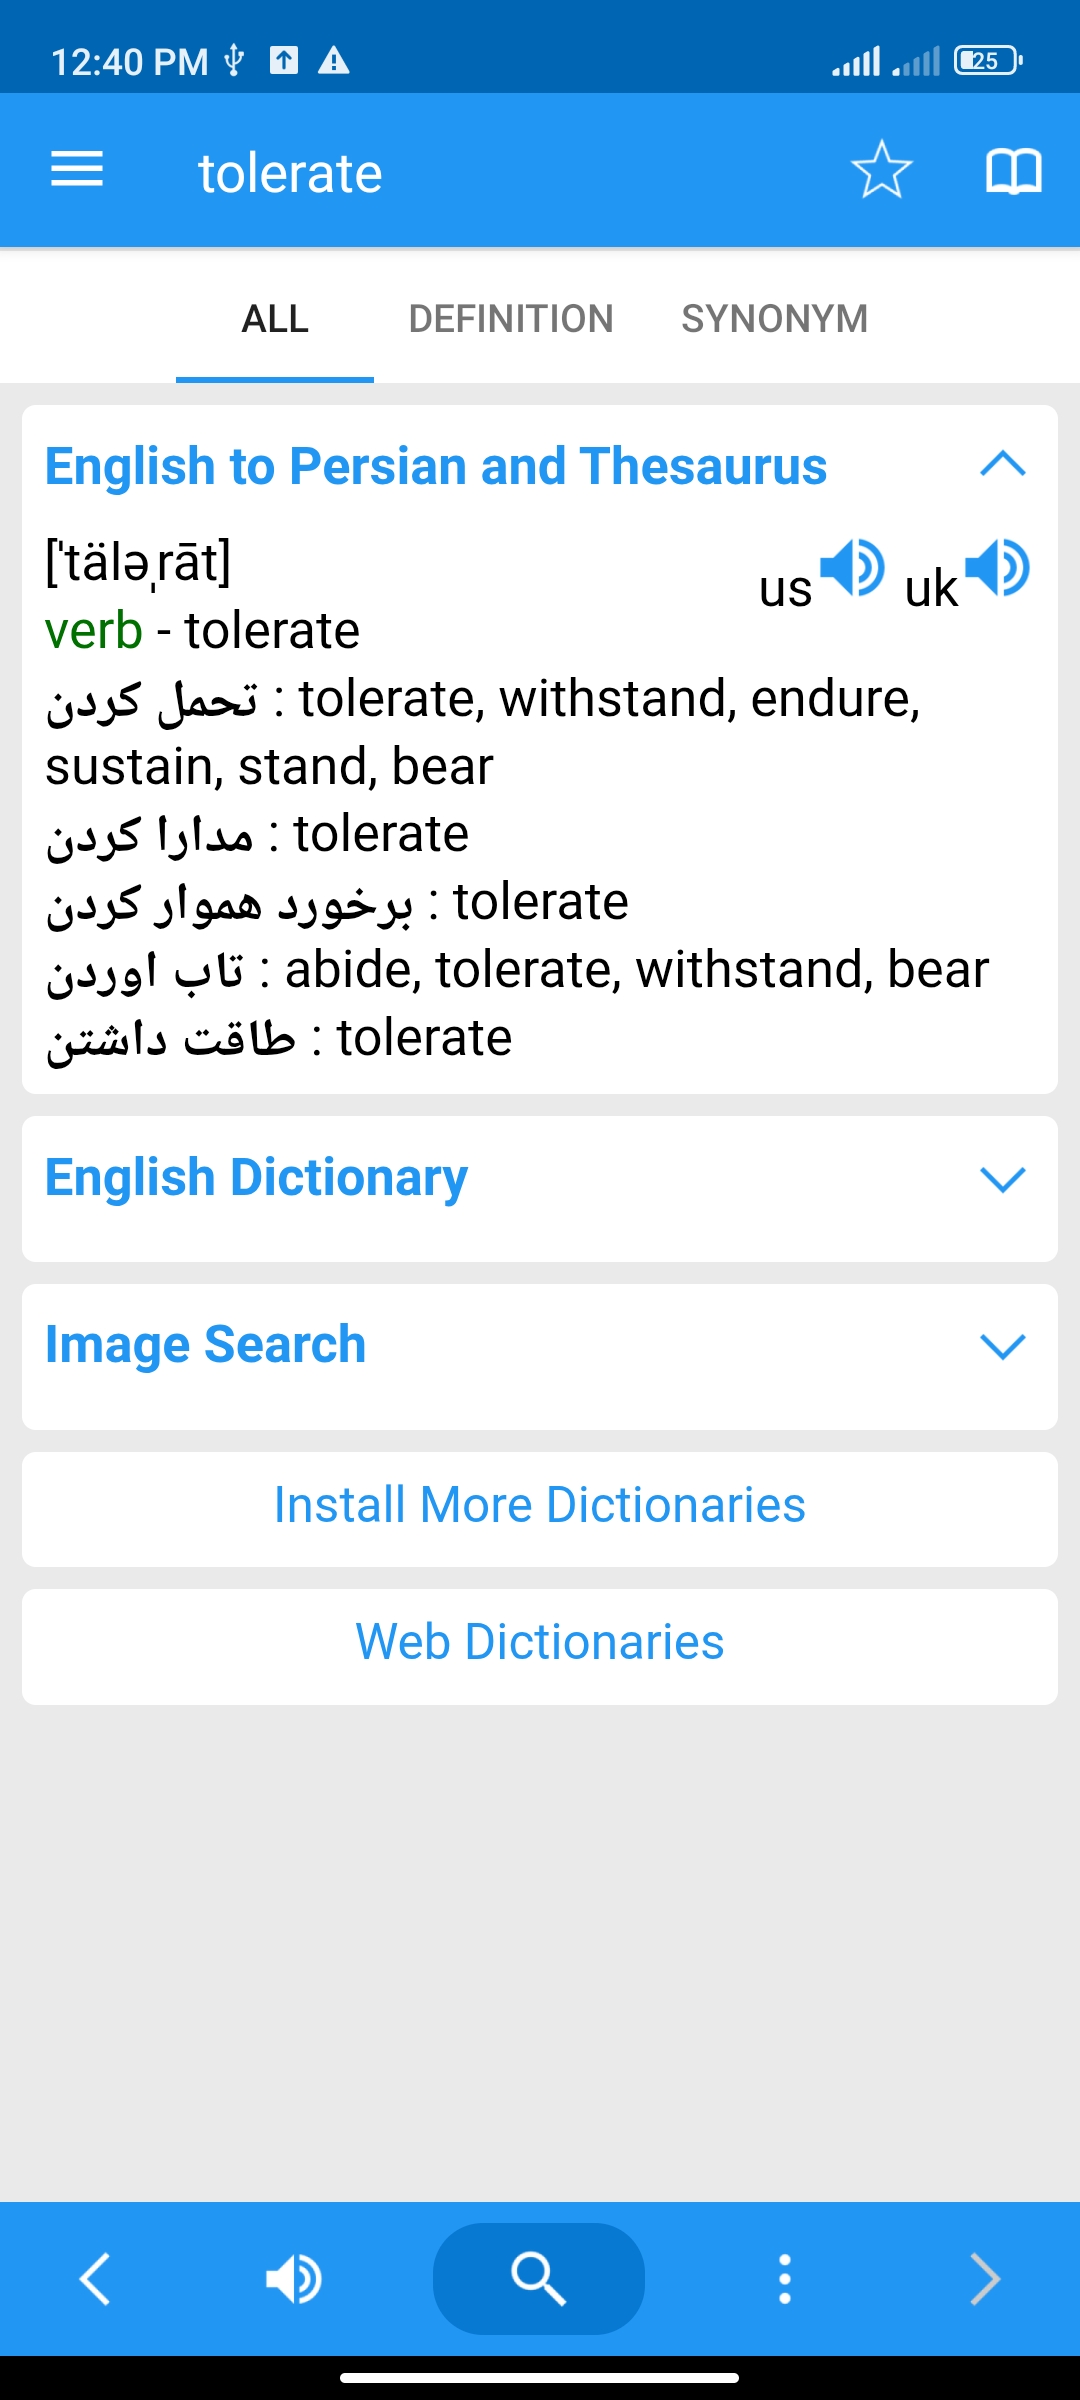 12:40 PM
25
tolerate
ALL DEFINITION SYNONYM
English to Persian and Thesaurus
['täləˌrāt]
us uk
verb - tolerate
تحمل کردن : tolerate, withstand, endure,
sustain, stand, bear
مدارا کردن : tolerate
برخورد هموار کردن : tolerate
تاب اوردن : abide, tolerate, withstand, bear
طاقت داشتن : tolerate
English Dictionary
Image Search
Install More Dictionaries
Web Dictionaries